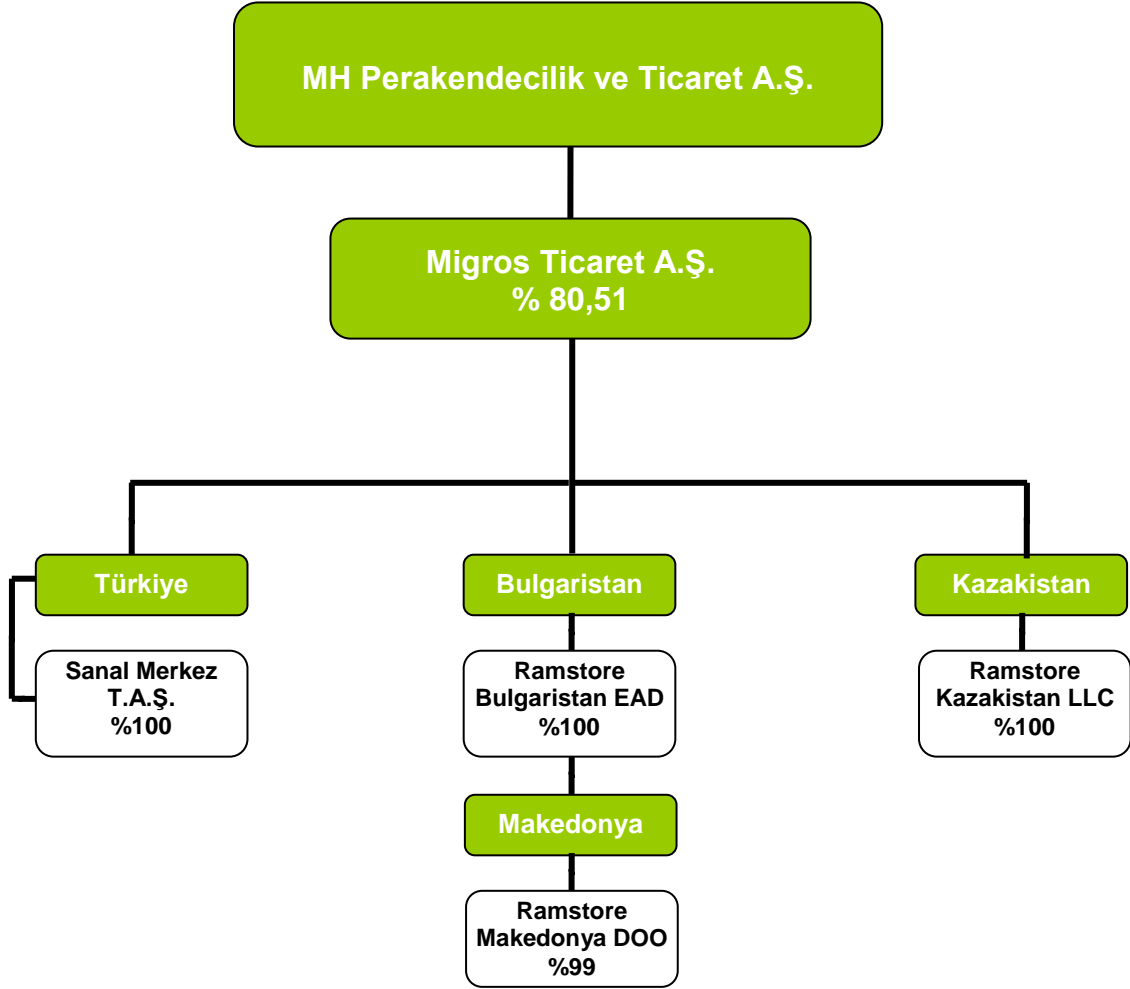 MH Perakendecilik ve Ticaret A.Ş.
Migros Ticaret A.Ş.
% 80,51
Türkiye
Bulgaristan
Kazakistan
Sanal Merkez
T.A.Ş.
%100
Ramstore
Bulgaristan EAD
%100
Ramstore
Kazakistan LLC
%100
Makedonya
Ramstore
Makedonya DOO
%99